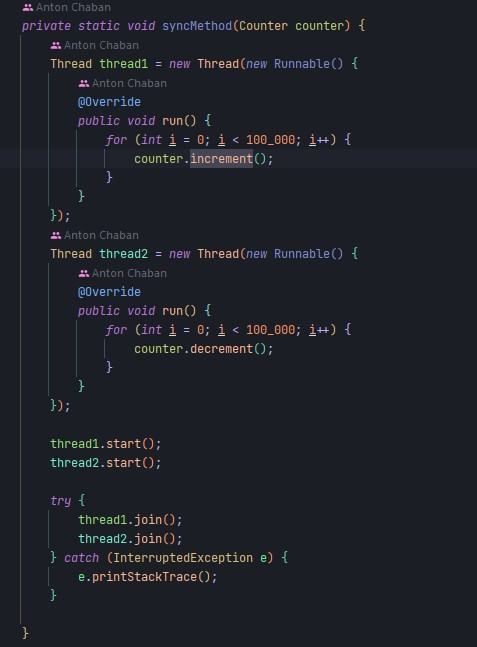 Anton Chaban
private static void syncMethod(Counter counter) {
Anton Chaban
Thread thread1 = new Thread(new Runnable() {
Anton Chaban
@Override
public void run() {
for (int i = 0; i < 100_000; i++) {
counter.increment();
}
}
});
Anton Chaban
Thread thread2 = new Thread(new Runnable() {
Anton Chaban
@Override
public void run() {
for (int i = 0; i < 100_000; i++) {
counter.decrement();
}
}
});
thread1.start();
thread2.start();
try {
thread1.join();
thread2.join();
} catch (InterruptedException e) {
e.printStackTrace();
}
}